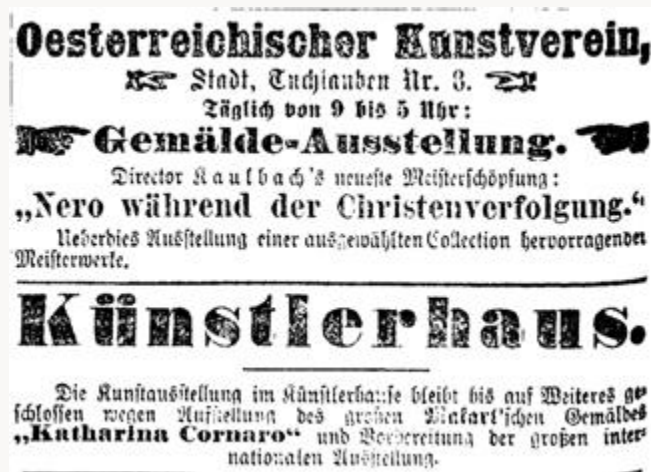 Oesterreichischer Kunstverein,
Stadt, Tuchlauben Nr. 3.
Täglich von 9 bis 5 Uhr:
Gemälde-Ausstellung.
Director Kaulbach's neueste Meisterschöpfung:
„Nero während der Christenverfolgung."
Ueberdies Ausstellung einer ausgewählten Collection hervorragender
Meisterwerke.
Künstlerhaus.
Die Kunstausstellung im Künstlerhause bleibt bis auf Weiteres ge-
schlossen wegen Aufstellung des großen Makart'schen Gemäldes
„Katharina Cornaro" und Vorbereitung der großen inter-
nationalen Ausstellung.